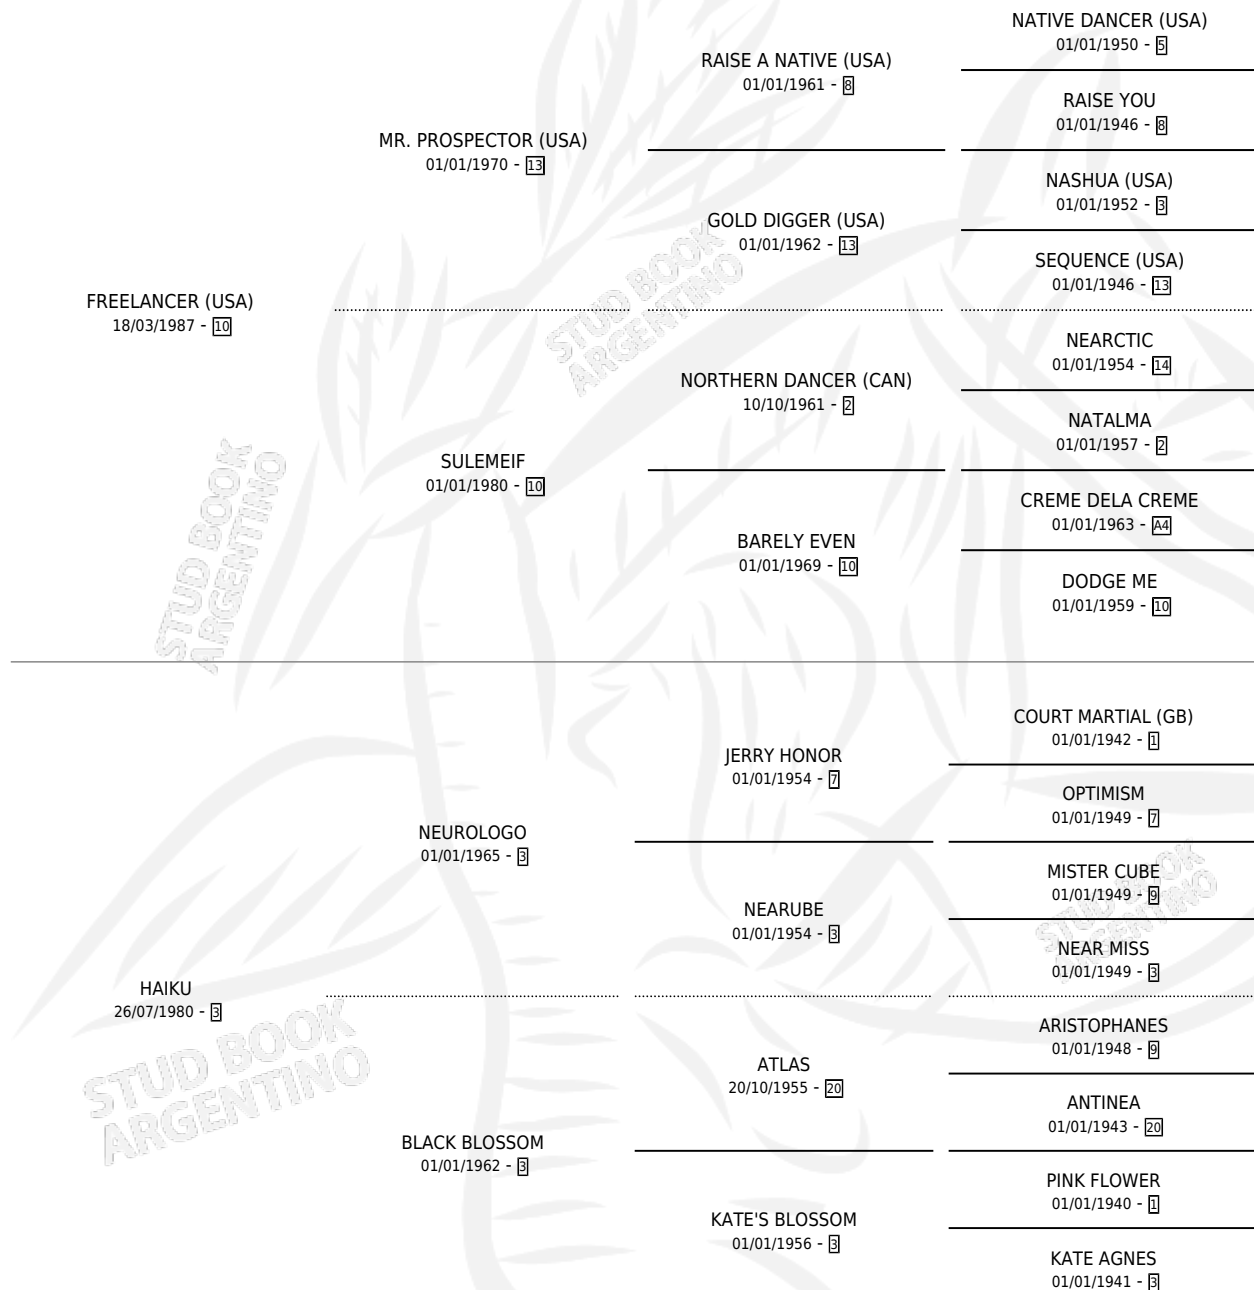 NATIVE DANCER (USA)
01/01/1950 - 5
RAISE A NATIVE (USA)
01/01/1961 - 8
RAISE YOU
01/01/1946 - 8
MR. PROSPECTOR (USA)
01/01/1970 - 13
NASHUA (USA)
01/01/1952 - 3
GOLD DIGGER (USA)
01/01/1962 - 13
SEQUENCE (USA)
01/01/1946 - 13
FREELANCER (USA)
18/03/1987 - 10
NEARCTIC
01/01/1954 - 14
NORTHERN DANCER (CAN)
10/10/1961 - 2
NATALMA
01/01/1957 - 2
SULEMEIF
01/01/1980 - 10
CREME DELA CREME
01/01/1963 - A4
BARELY EVEN
01/01/1969 - 10
DODGE ME
01/01/1959 - 10
STUD BOOK
ARGENTINO
STUD BOOK
ARGENTINO
COURT MARTIAL (GB)
01/01/1942 - 1
JERRY HONOR
01/01/1954 - 7
OPTIMISM
01/01/1949 - 7
NEUROLOGO
01/01/1965 - 3
MISTER CUBE
01/01/1949 - 9
NEARUBE
01/01/1954 - 3
NEAR MISS
01/01/1949 - 3
STUD BOOK
ARGENTINO
HAIKU
26/07/1980 - 3
ARISTOPHANES
01/01/1948 - 9
ATLAS
20/10/1955 - 20
ANTINEA
01/01/1943 - 20
STUD BOOK
ARGENTINO
BLACK BLOSSOM
01/01/1962 - 3
PINK FLOWER
01/01/1940 - 1
KATE'S BLOSSOM
01/01/1956 - 3
KATE AGNES
01/01/1941 - 3